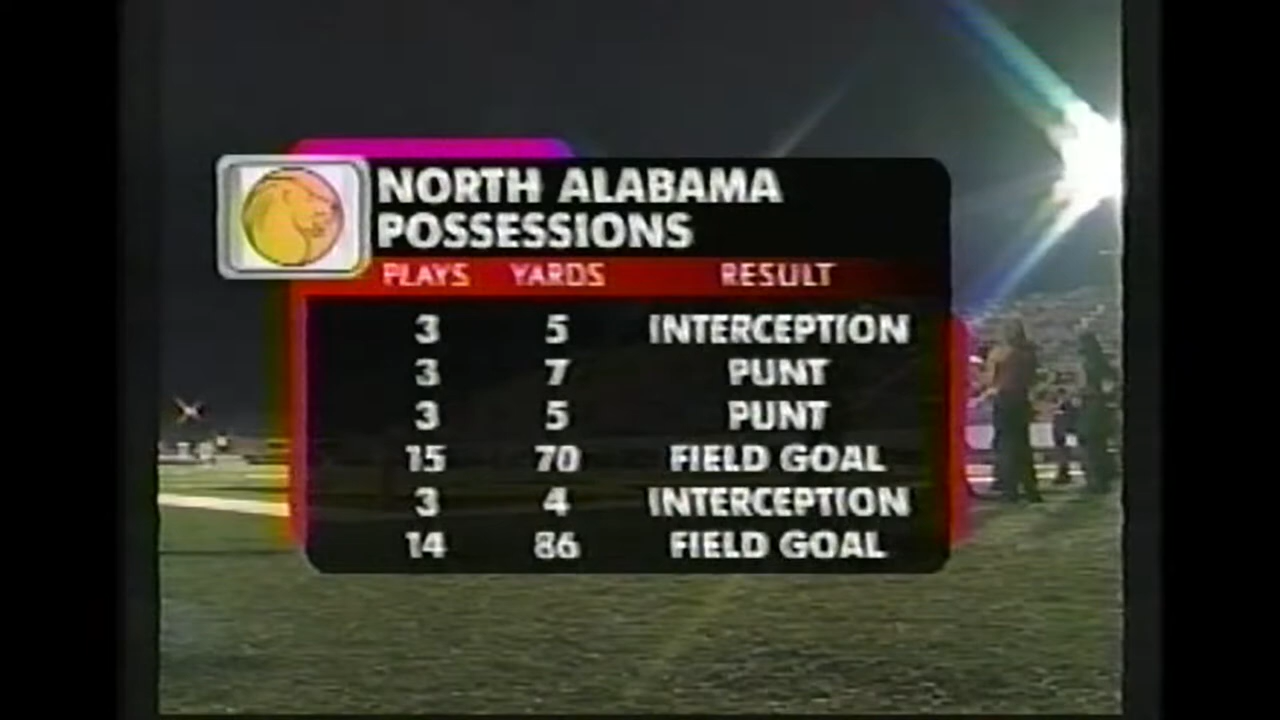 NORTH ALABAMA
POSSESSIONS
PLAYS YARDS RESULT
3 5 INTERCEPTION
3 7 PUNT
3 5 PUNT
15 70 FIELD GOAL
3 4 INTERCEPTION
14 86 FIELD GOAL